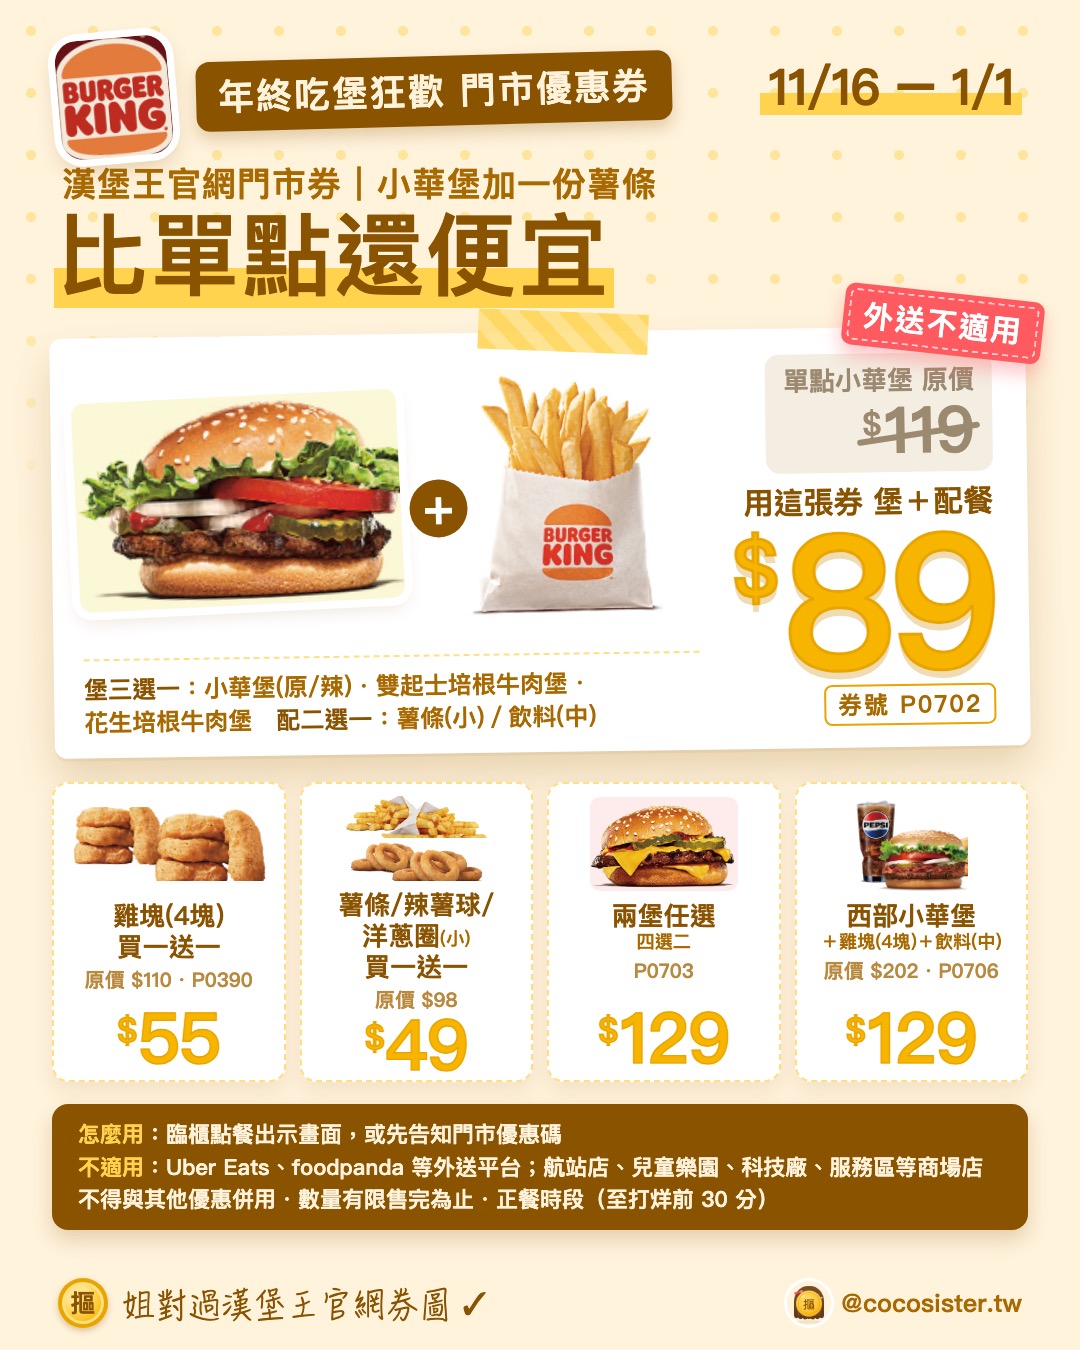 BURGER
KING
年終吃堡狂歡 門市優惠券
11/16 — 1/1
漢堡王官網門市券｜小華堡加一份薯條
比單點還便宜
外送不適用
單點小華堡 原價
$119
BURGER
KING
+
用這張券 堡＋配餐
$89
堡三選一：小華堡(原/辣)·雙起士培根牛肉堡·
花生培根牛肉堡 配二選一：薯條(小) / 飲料(中)
券號 P0702
雞塊(4塊)
買一送一
原價 $110 · P0390
$55
薯條/辣薯球/
洋蔥圈(小)
買一送一
原價 $98
$49
兩堡任選
四選二
P0703
$129
PEPSI
西部小華堡
＋雞塊(4塊)＋飲料(中)
原價 $202 · P0706
$129
怎麼用：臨櫃點餐出示畫面，或先告知門市優惠碼
不適用：Uber Eats、foodpanda 等外送平台；航站店、兒童樂園、科技廠、服務區等商場店
不得與其他優惠併用 · 數量有限售完為止 · 正餐時段（至打烊前 30 分）
摳 姐對過漢堡王官網券圖 ✓
摳 @cocosister.tw